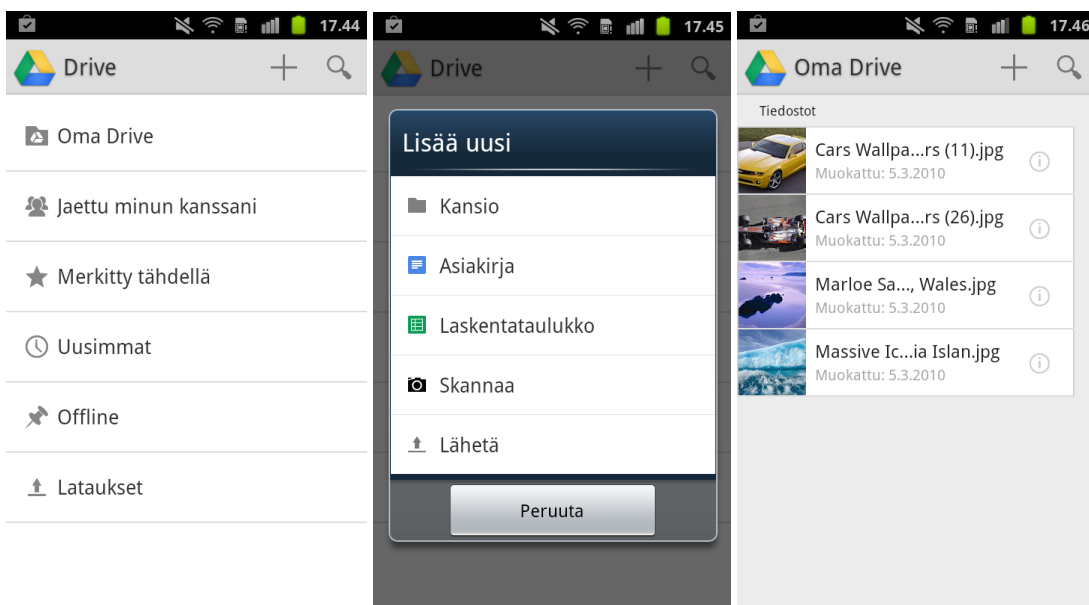 17.44
Drive
Oma Drive
Jaettu minun kanssani
Merkitty tähdellä
Uusimmat
Offline
Lataukset
17.45
Drive
Lisää uusi
Kansio
Asiakirja
Laskentataulukko
Skannaa
Lähetä
Peruuta
17.46
Oma Drive
Tiedostot
Cars Wallpa...rs (11).jpg
Muokattu: 5.3.2010
Cars Wallpa...rs (26).jpg
Muokattu: 5.3.2010
Marloe Sa..., Wales.jpg
Muokattu: 5.3.2010
Massive Ic...ia Islan.jpg
Muokattu: 5.3.2010